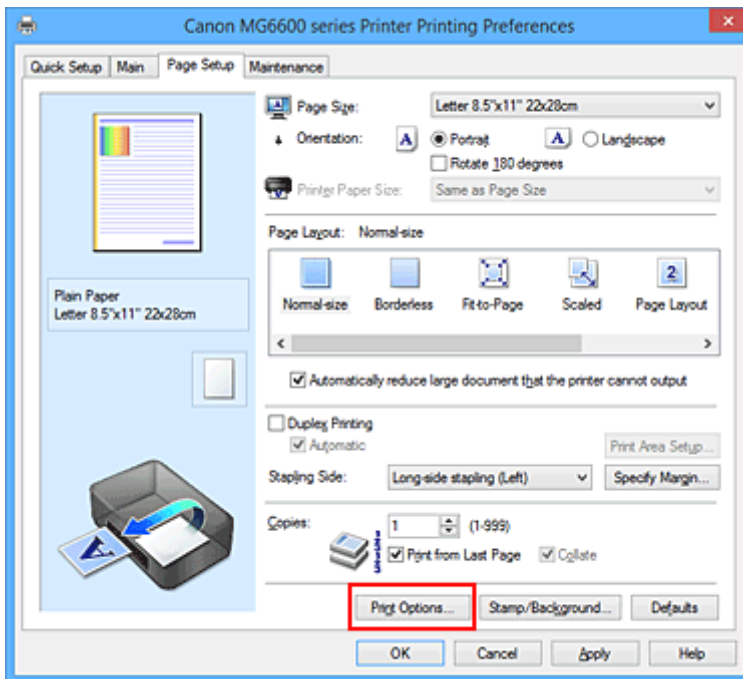 Canon MG6600 series Printer Printing Preferences
Quick Setup Main Page Setup Maintenance
Page Size: Letter 8.5"x11" 22x28cm
Orientation: A Portrait A Landscape
Rotate 180 degrees
Printer Paper Size: Same as Page Size
Page Layout: Normal-size
2
Normal-size Borderless Fit-to-Page Scaled Page Layout
Plain Paper
Letter 8.5"x11" 22x28cm
Automatically reduce large document that the printer cannot output
Duplex Printing
Automatic Print Area Setup...
Stapling Side: Long-side stapling (Left) Specify Margin...
Copies: 1 (1-999)
Print from Last Page Collate
A
Print Options... Stamp/Background... Defaults
OK Cancel Apply Help